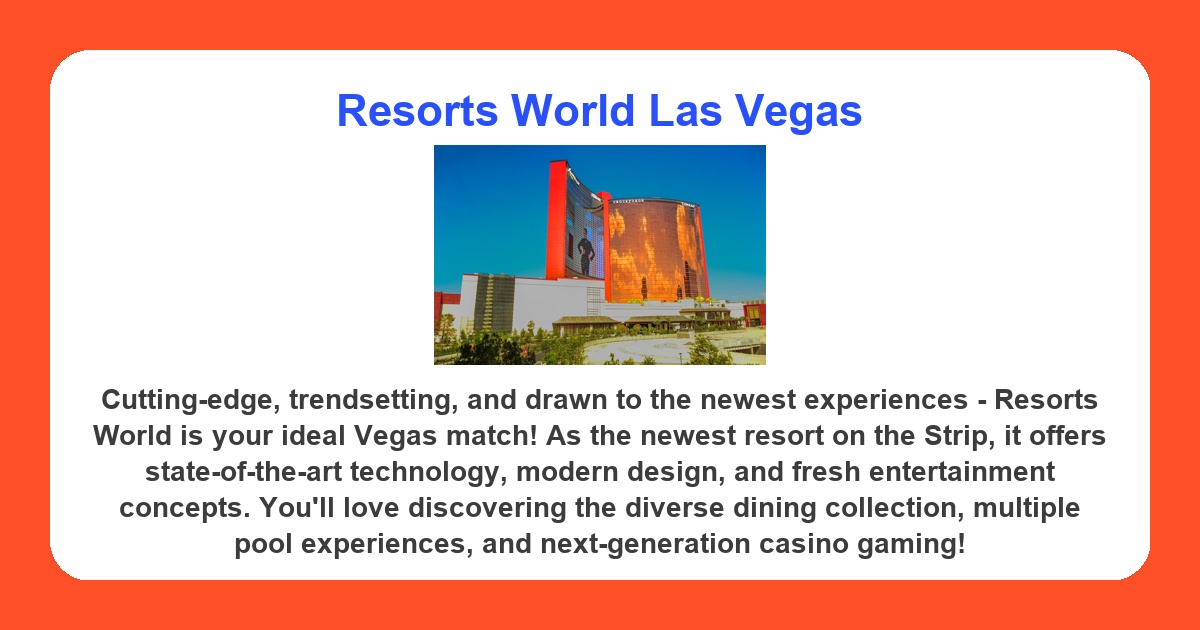 Resorts World Las Vegas
Cutting-edge, trendsetting, and drawn to the newest experiences - Resorts
World is your ideal Vegas match! As the newest resort on the Strip, it offers
state-of-the-art technology, modern design, and fresh entertainment
concepts. You'll love discovering the diverse dining collection, multiple
pool experiences, and next-generation casino gaming!